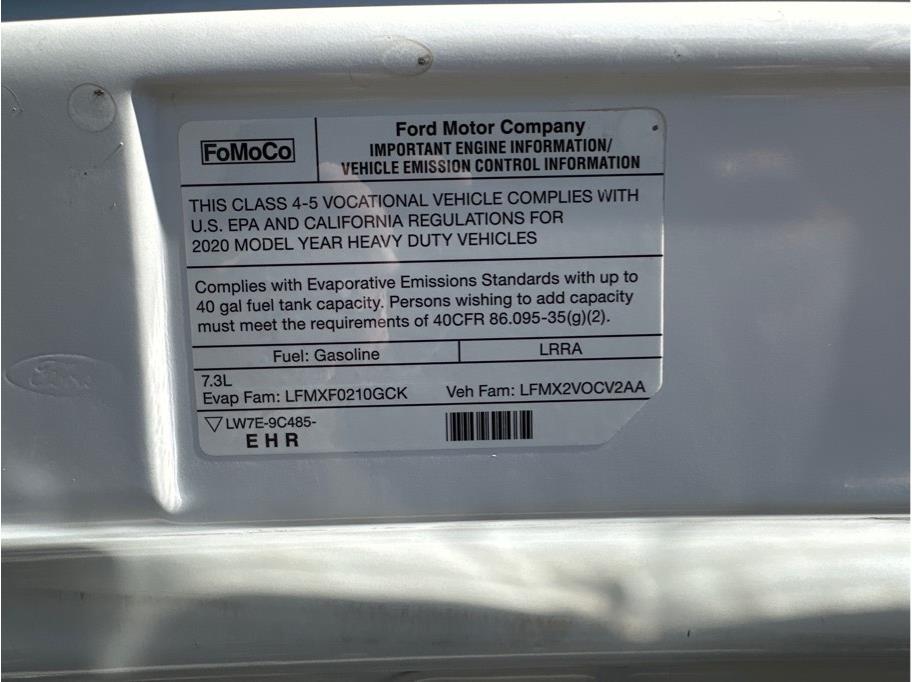 FoMoCo
Ford Motor Company
IMPORTANT ENGINE INFORMATION/
VEHICLE EMISSION CONTROL INFORMATION
THIS CLASS 4-5 VOCATIONAL VEHICLE COMPLIES WITH
U.S. EPA AND CALIFORNIA REGULATIONS FOR
2020 MODEL YEAR HEAVY DUTY VEHICLES
Complies with Evaporative Emissions Standards with up to
40 gal fuel tank capacity. Persons wishing to add capacity
must meet the requirements of 40CFR 86.095-35(g)(2).
Fuel: Gasoline
LRRA
7.3L
Evap Fam: LFMXF0210GCK
Veh Fam: LFMX2VOCV2AA
LW7E-9C485-
EHR
Ford